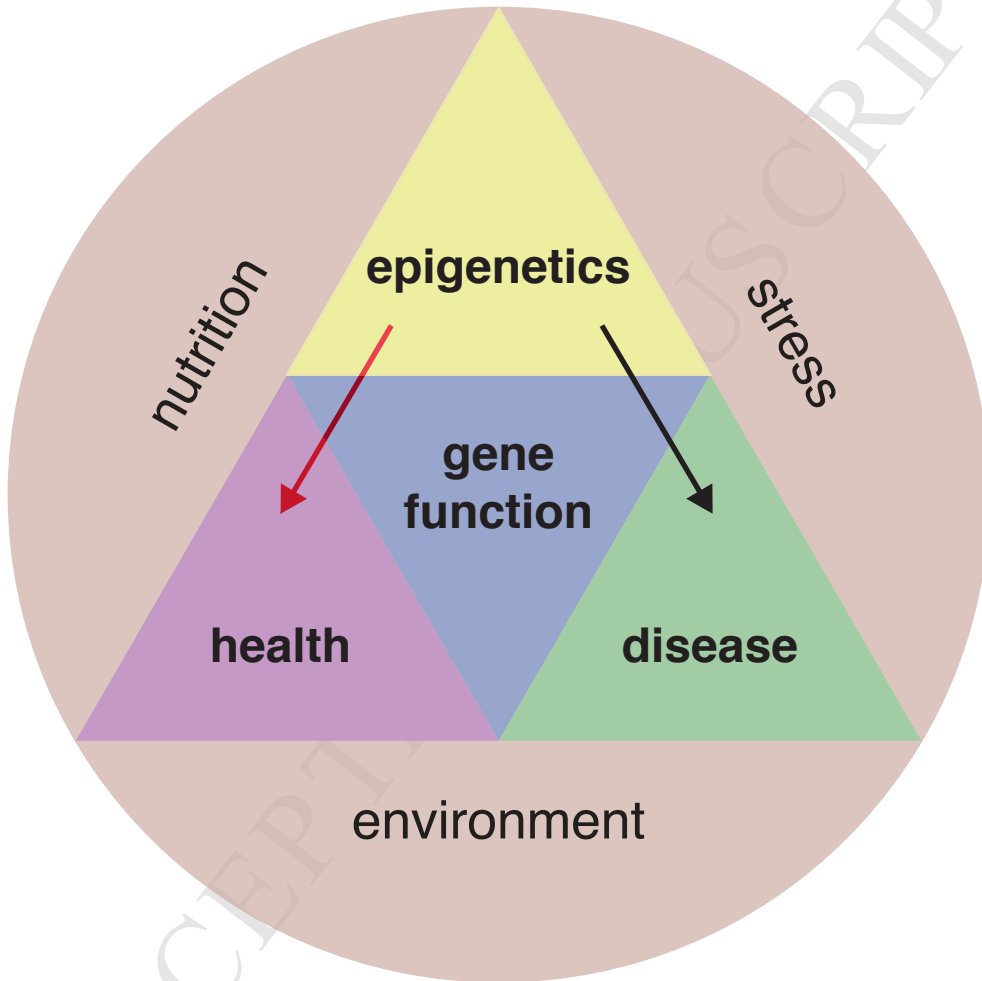 epigenetics
nutrition
stress
gene
function
health
disease
environment